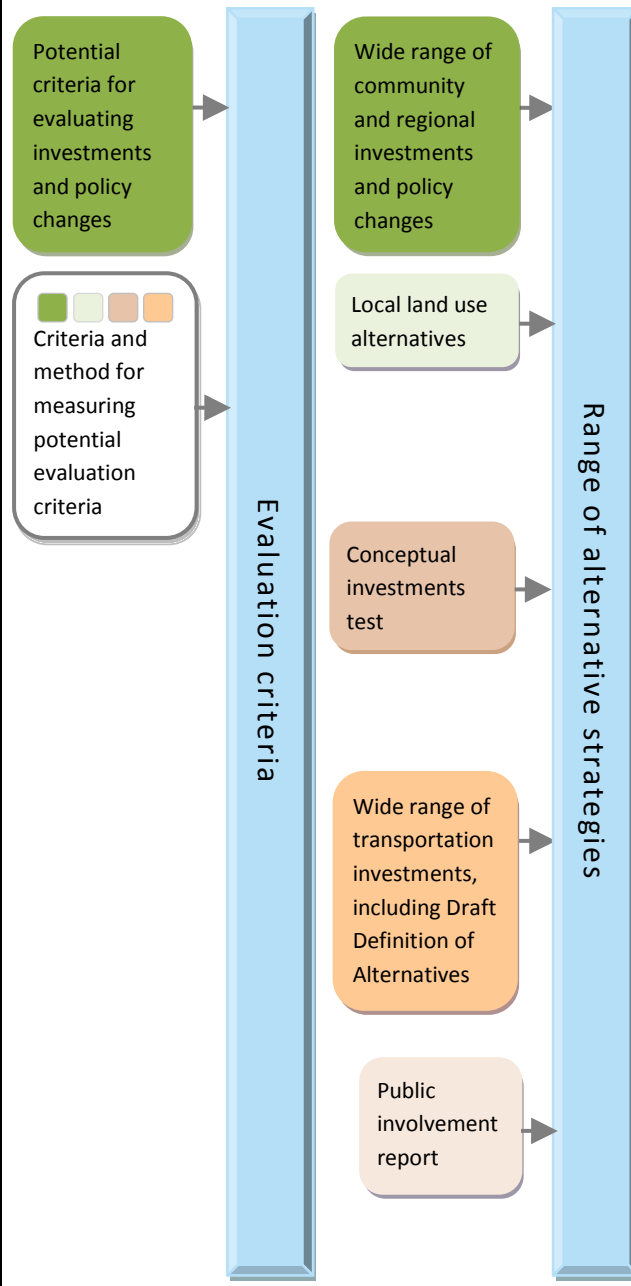 Potential
criteria for
evaluating
investments
and policy
changes
Criteria and
method for
measuring
potential
evaluation
criteria
Evaluation criteria
Wide range of
community
and regional
investments
and policy
changes
Local land use
alternatives
Conceptual
investments
test
Wide range of
transportation
investments,
including Draft
Definition of
Alternatives
Public
involvement
report
Range of alternative strategies